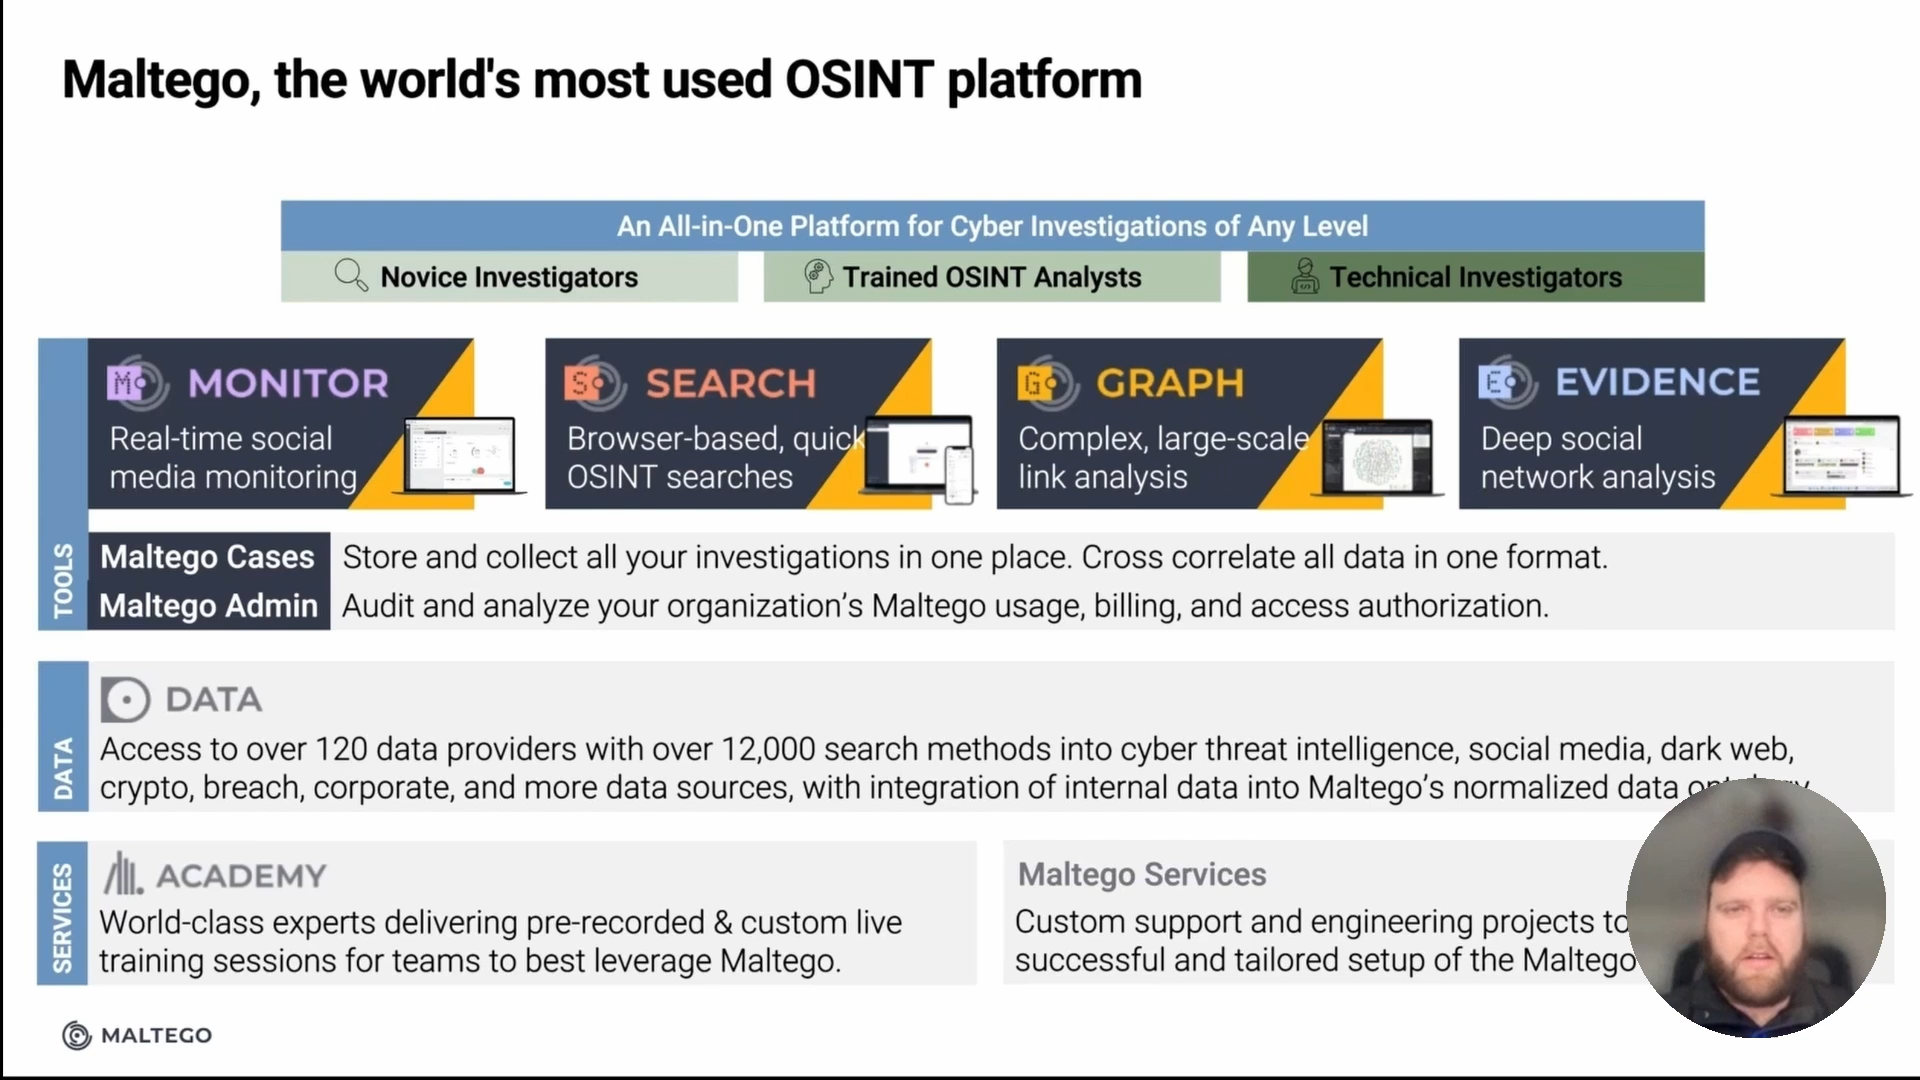 Maltego, the world's most used OSINT platform
An All-in-One Platform for Cyber Investigations of Any Level
Novice Investigators
Trained OSINT Analysts
Technical Investigators
TOOLS
MONITOR
Real-time social
media monitoring
SEARCH
Browser-based, quick
OSINT searches
GRAPH
Complex, large-scale
link analysis
EVIDENCE
Deep social
network analysis
Maltego Cases
Store and collect all your investigations in one place. Cross correlate all data in one format.
Maltego Admin
Audit and analyze your organization’s Maltego usage, billing, and access authorization.
DATA
DATA
Access to over 120 data providers with over 12,000 search methods into cyber threat intelligence, social media, dark web,
crypto, breach, corporate, and more data sources, with integration of internal data into Maltego’s normalized data
SERVICES
ACADEMY
World-class experts delivering pre-recorded & custom live
training sessions for teams to best leverage Maltego.
Maltego Services
Custom support and engineering projects to
successful and tailored setup of the Maltego
MALTEGO